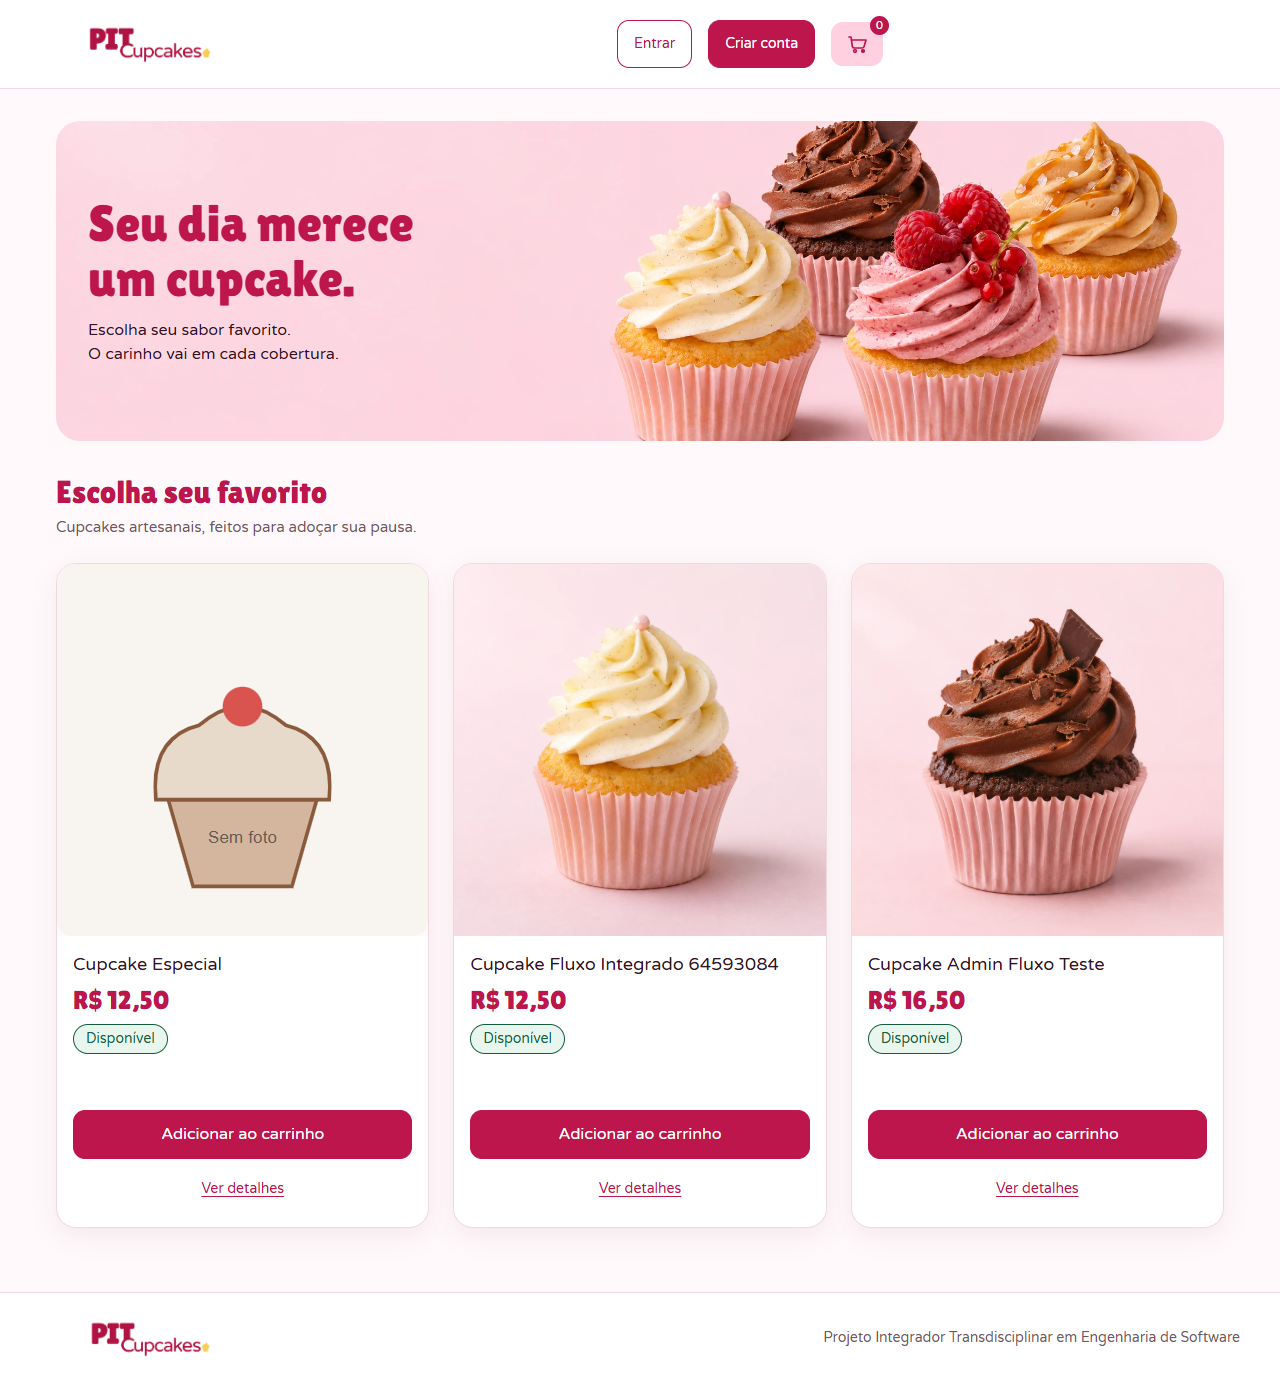 PIT
Cupcakes
Entrar
Criar conta
0
Seu dia merece
um cupcake.
Escolha seu sabor favorito.
O carinho vai em cada cobertura.
Escolha seu favorito
Cupcakes artesanais, feitos para adoçar sua pausa.
Sem foto
Cupcake Especial
R$ 12,50
Disponível
Adicionar ao carrinho
Ver detalhes
Cupcake Fluxo Integrado 64593084
R$ 12,50
Disponível
Adicionar ao carrinho
Ver detalhes
Cupcake Admin Fluxo Teste
R$ 16,50
Disponível
Adicionar ao carrinho
Ver detalhes
PIT
Cupcakes
Projeto Integrador Transdisciplinar em Engenharia de Software